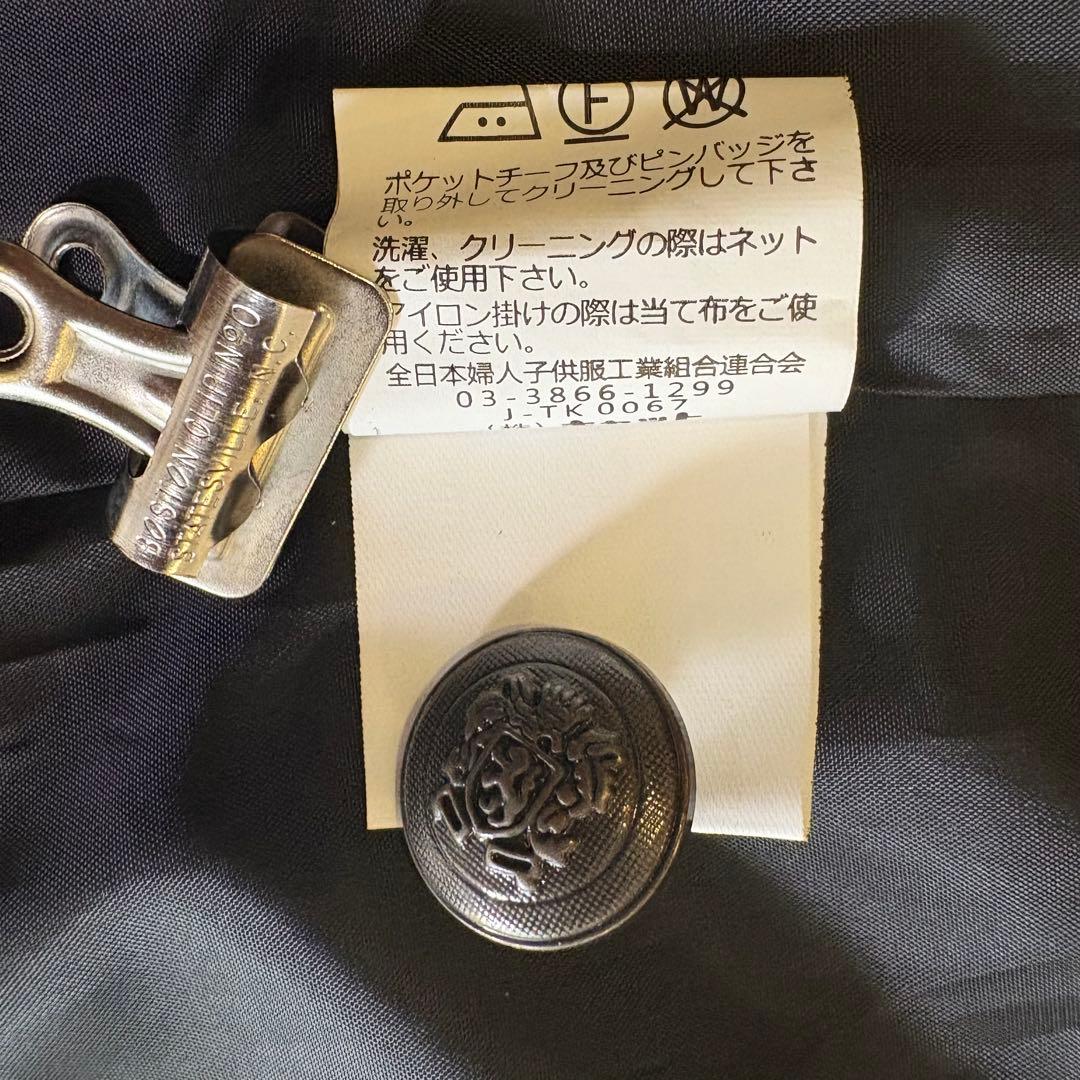 F
W
ポケットチーフ及びピンバッジを
取り外してクリーニングして下さ
い。
洗濯、クリーニングの際はネット
をご使用下さい。
アイロン掛けの際は当て布をご使
用ください。
全日本婦人子供服工業組合連合会
03-3866-1299
J-TK0067
BOSTON CLIP No 0
STATESVILLE, N.C.